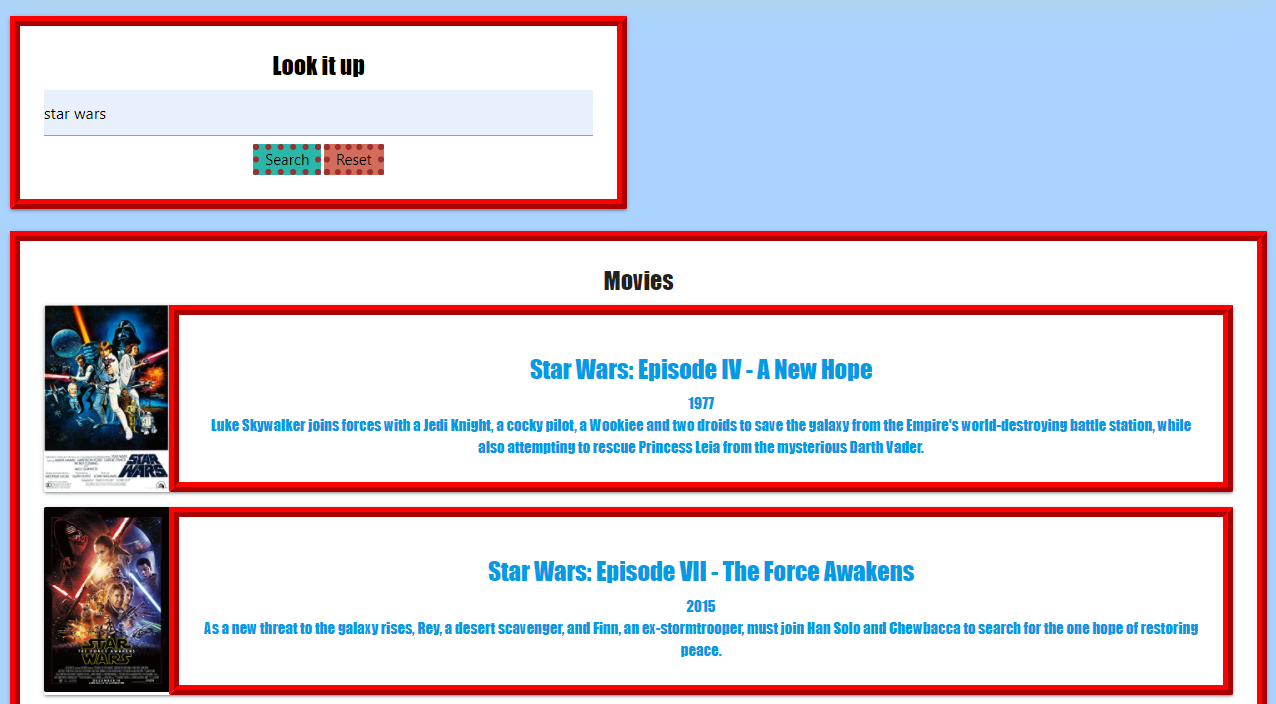 Look it up
star wars
Search Reset
Movies
Star Wars: Episode IV - A New Hope
1977
Luke Skywalker joins forces with a Jedi Knight, a cocky pilot, a Wookiee and two droids to save the galaxy from the Empire's world-destroying battle station, while
also attempting to rescue Princess Leia from the mysterious Darth Vader.
STAR
WARS
Star Wars: Episode VII - The Force Awakens
2015
As a new threat to the galaxy rises, Rey, a desert scavenger, and Finn, an ex-stormtrooper, must join Han Solo and Chewbacca to search for the one hope of restoring
peace.
STAR
THE FORCE AWAKENS
WARS